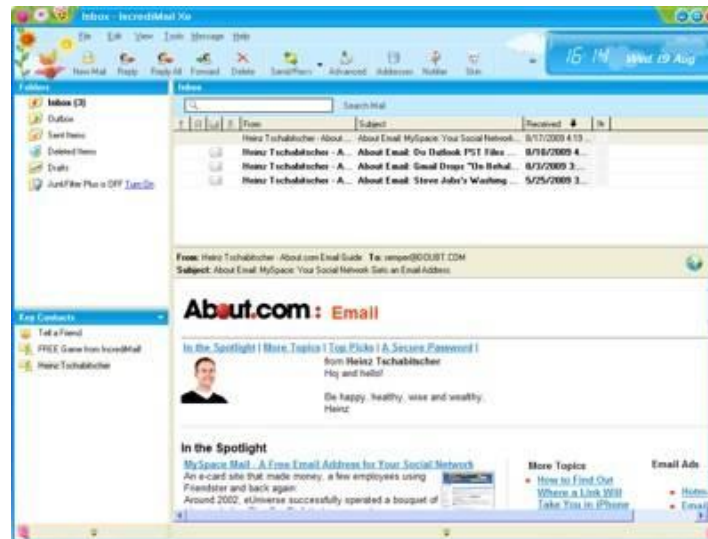 Inbox - IncrediMail Xe
File Edit View Tools Message Help
16 14 Wed 19 Aug
New Mail Reply Reply All Forward Delete Send/Recv Advanced Addresses Notifier Skin
Folders
Inbox (3)
Outbox
Sent Items
Deleted Items
Drafts
JunkFilter Plus is OFF Turn On
Inbox
Search Mail
From Subject Received
Heinz Tschabitscher - About ... About Email: MySpace: Your Social Network... 8/17/2009 4:19 ...
Heinz Tschabitscher - A... About Email: Do Outlook PST Files ... 8/10/2009 4...
Heinz Tschabitscher - A... About Email: Gmail Drops "On Behal... 8/3/2009 3:...
Heinz Tschabitscher - A... About Email: Steve Jobs's Washing ... 5/25/2009 3...
From: Heinz Tschabitscher - About.com Email Guide To: semper@DOUBT.COM
Subject: About Email: MySpace: Your Social Network Gets an Email Address
Key Contacts
Tell a Friend
FREE Game from IncrediMail
Heinz Tschabitscher
About.com: Email
In the Spotlight | More Topics | Top Picks | A Secure Password |
from Heinz Tschabitscher
Hoj and hello!
Be happy, healthy, wise and wealthy,
Heinz
In the Spotlight
MySpace Mail - A Free Email Address for Your Social Network
An e-card site that made money, a few employees using
Friendster and back again:
Around 2002, eUniverse successfully operated a bouquet of
More Topics
How to Find Out
Where a Link Will
Take You in iPhone
Email Ads
Hotm
Email